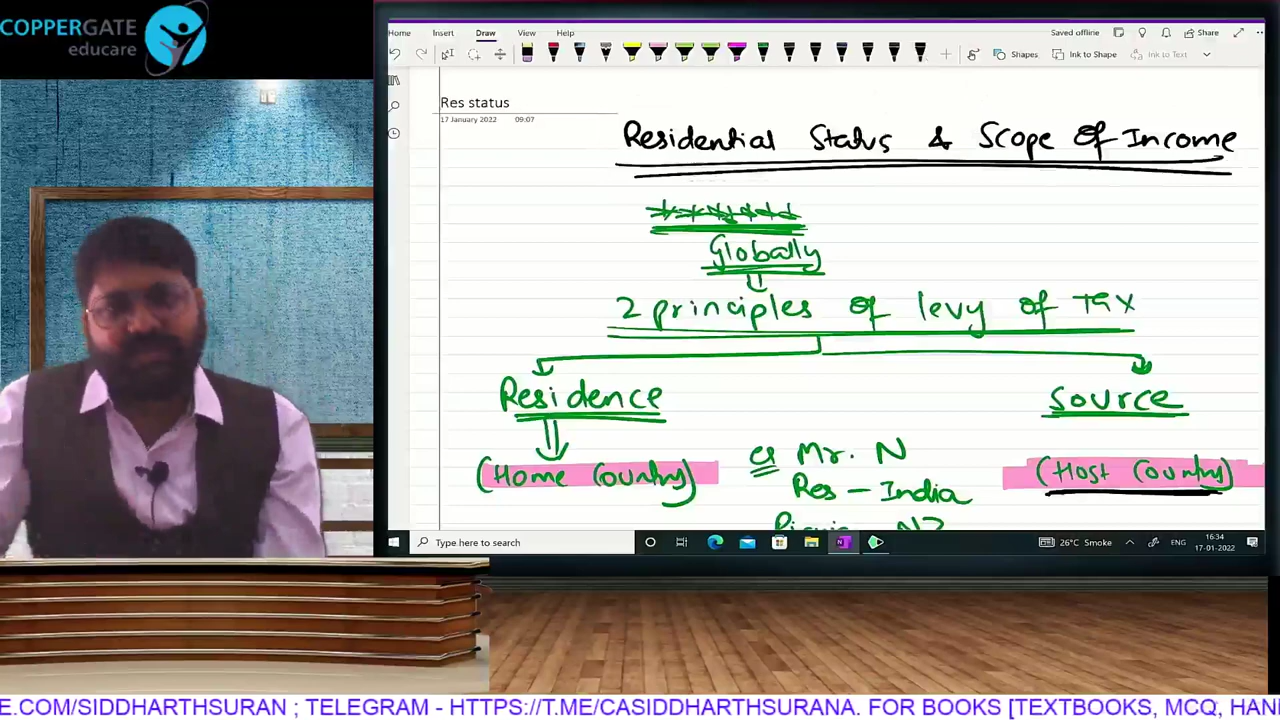 COPPERGATE
educare
Home Insert Draw View Help
Saved offline
Share
Shapes
Ink to Shape
Ink to Text
Res status
17 January 2022 09:07
Residential Status & Scope Of Income
Globally
2 principles of levy of Tax
Residence
Source
(Home Country)
eg Mr. N
(Host Country)
Res - India
Type here to search
26°C Smoke
ENG
16:34
17-01-2022
E.COM/SIDDHARTHSURAN ; TELEGRAM - HTTPS://T.ME/CASIDDHARTHSURANA. FOR BOOKS [TEXTBOOKS, MCQ, HAN